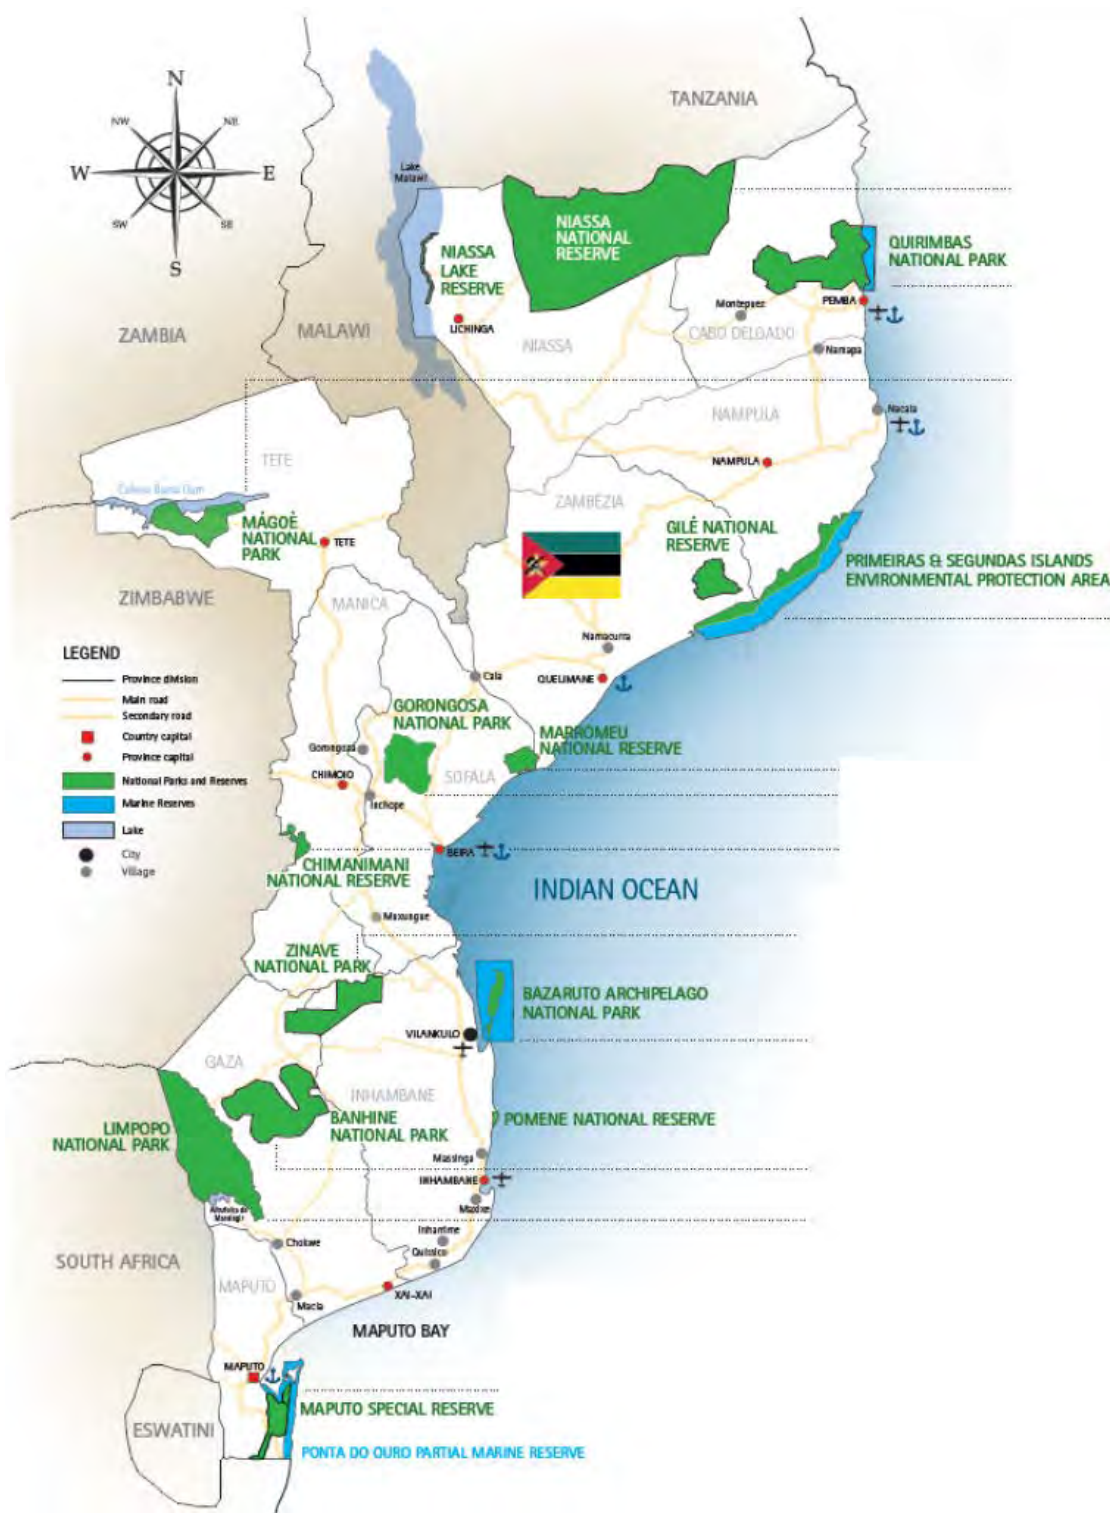 N
NW
NE
W
E
SW
SE
S
TANZANIA
Lake
Malawi
NIASSA
NATIONAL
RESERVE
NIASSA
LAKE
RESERVE
QUIRIMBAS
NATIONAL PARK
PEMBA
Montepuez
LICHINGA
CABO DELGADO
NIASSA
Namapa
ZAMBIA
MALAWI
Nacala
NAMPULA
NAMPULA
TETE
ZAMBÉZIA
MÁGOÈ
NATIONAL
PARK
TETE
GILÉ NATIONAL
RESERVE
PRIMEIRAS & SEGUNDAS ISLANDS
ENVIRONMENTAL PROTECTION AREA
ZIMBABWE
MANICA
Namacurra
QUELIMANE
Caia
LEGEND
Province division
Main road
Secondary road
Country capital
Province capital
National Parks and Reserves
Marine Reserves
Lake
City
Village
GORONGOSA
NATIONAL PARK
MARROMEU
NATIONAL RESERVE
Gorongoza
CHIMOIO
SOFALA
Inchope
BEIRA
CHIMANIMANI
NATIONAL RESERVE
INDIAN OCEAN
Muxungue
ZINAVE
NATIONAL PARK
BAZARUTO ARCHIPELAGO
NATIONAL PARK
VILANKULO
GAZA
INHAMBANE
LIMPOPO
NATIONAL PARK
BANHINE
NATIONAL PARK
POMENE NATIONAL RESERVE
Massinga
INHAMBANE
Maxixe
Inharrime
Quissico
Chokwe
SOUTH AFRICA
MAPUTO
Macia
XAI-XAI
MAPUTO BAY
MAPUTO
MAPUTO SPECIAL RESERVE
ESWATINI
PONTA DO OURO PARTIAL MARINE RESERVE